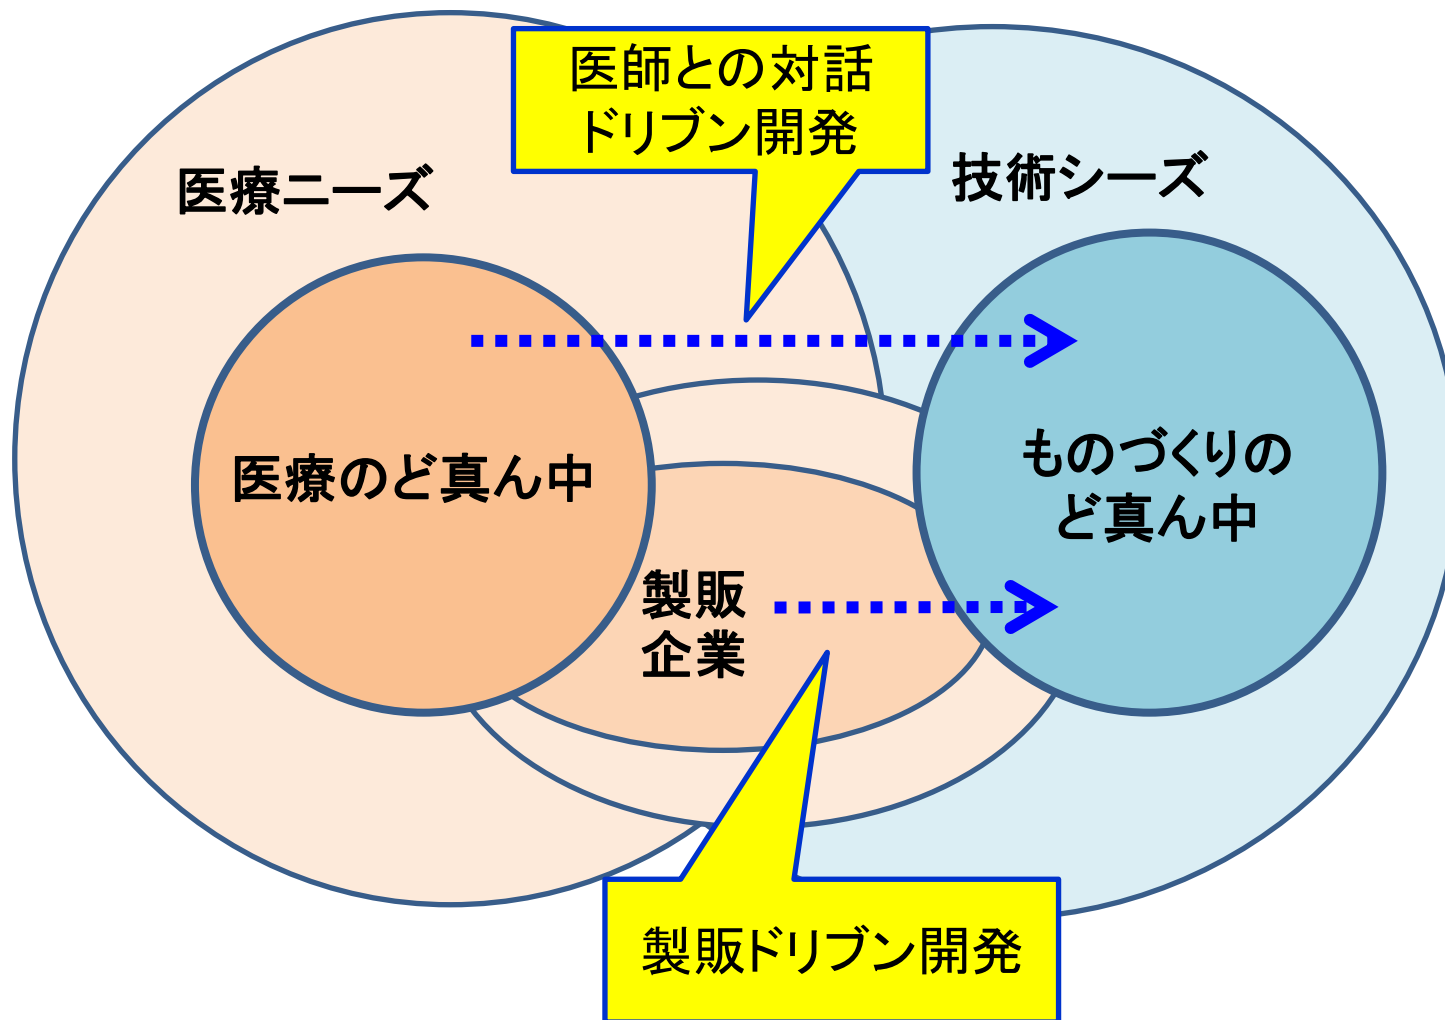 医師との対話
ドリブン開発
医療ニーズ
技術シーズ
医療のど真ん中
ものづくりの
ど真ん中
製販
企業
製販ドリブン開発